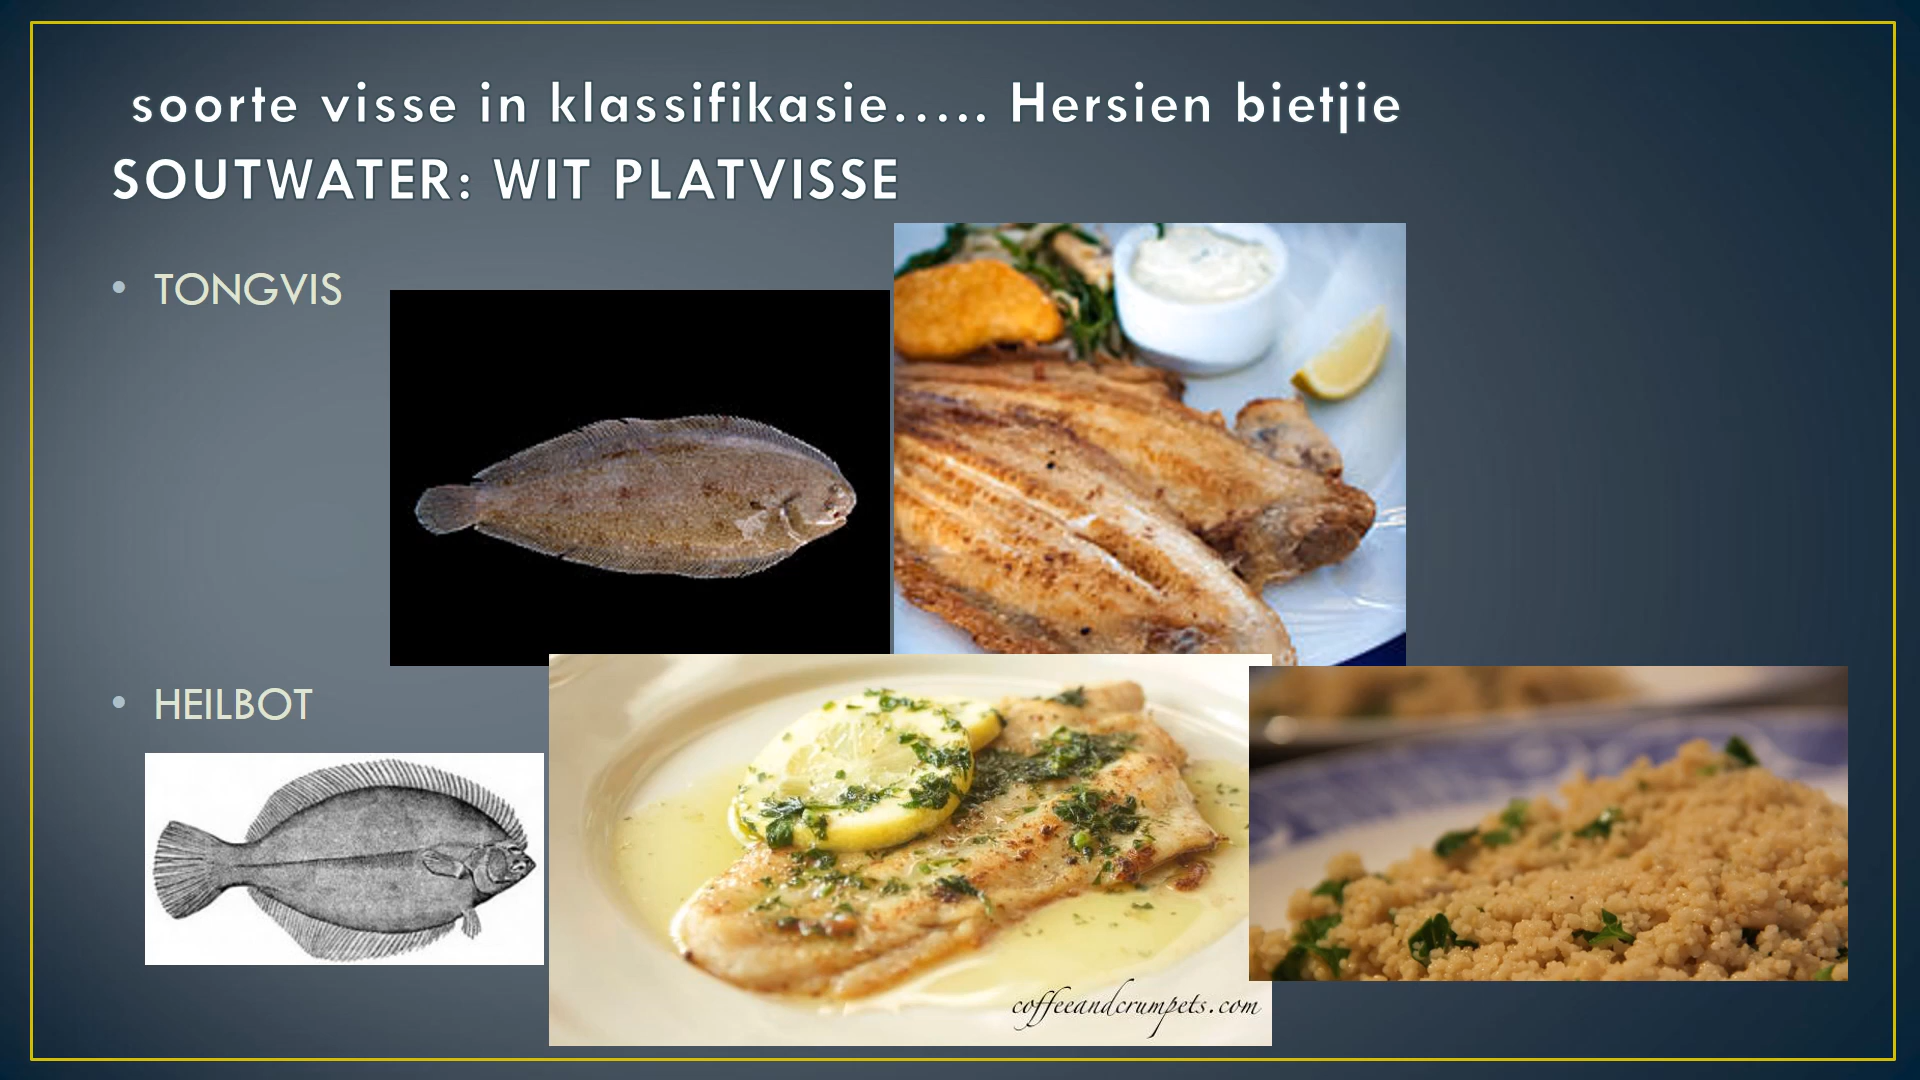 soorte visse in klassifikasie..... Hersien bietjie
SOUTWATER: WIT PLATVISSE
• TONGVIS
• HEILBOT
coffeeandcrumpets.com